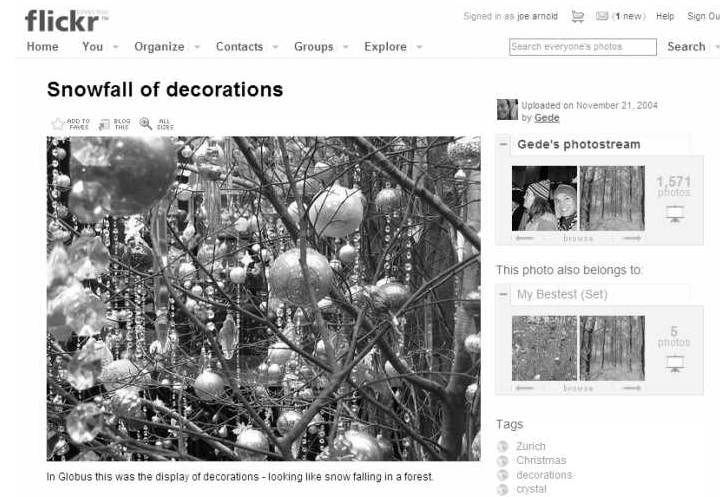 flickr™
Signed in as joe arnold (1 new) Help Sign Ou
Home You Organize Contacts Groups Explore Search everyone's photos Search
Snowfall of decorations
ADD TO FAVES BLOG THIS ALL SIZES
Uploaded on November 21, 2004
by Gede
Gede's photostream
1,571
photos
browse
This photo also belongs to:
My Bestest (Set)
5
photos
browse
Tags
Zurich
Christmas
decorations
crystal
In Globus this was the display of decorations - looking like snow falling in a forest.